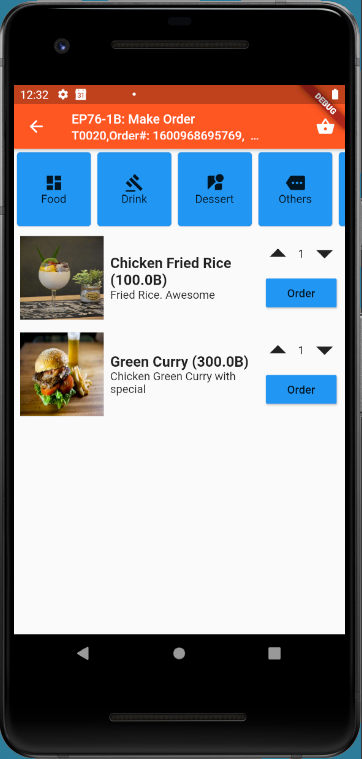 12:32
31
DEBUG
EP76-1B: Make Order
T0020,Order#: 1600968695769, ...
Food
Drink
Dessert
Others
Chicken Fried Rice
(100.0B)
Fried Rice. Awesome
1
Order
Green Curry (300.0B)
Chicken Green Curry with
special
1
Order